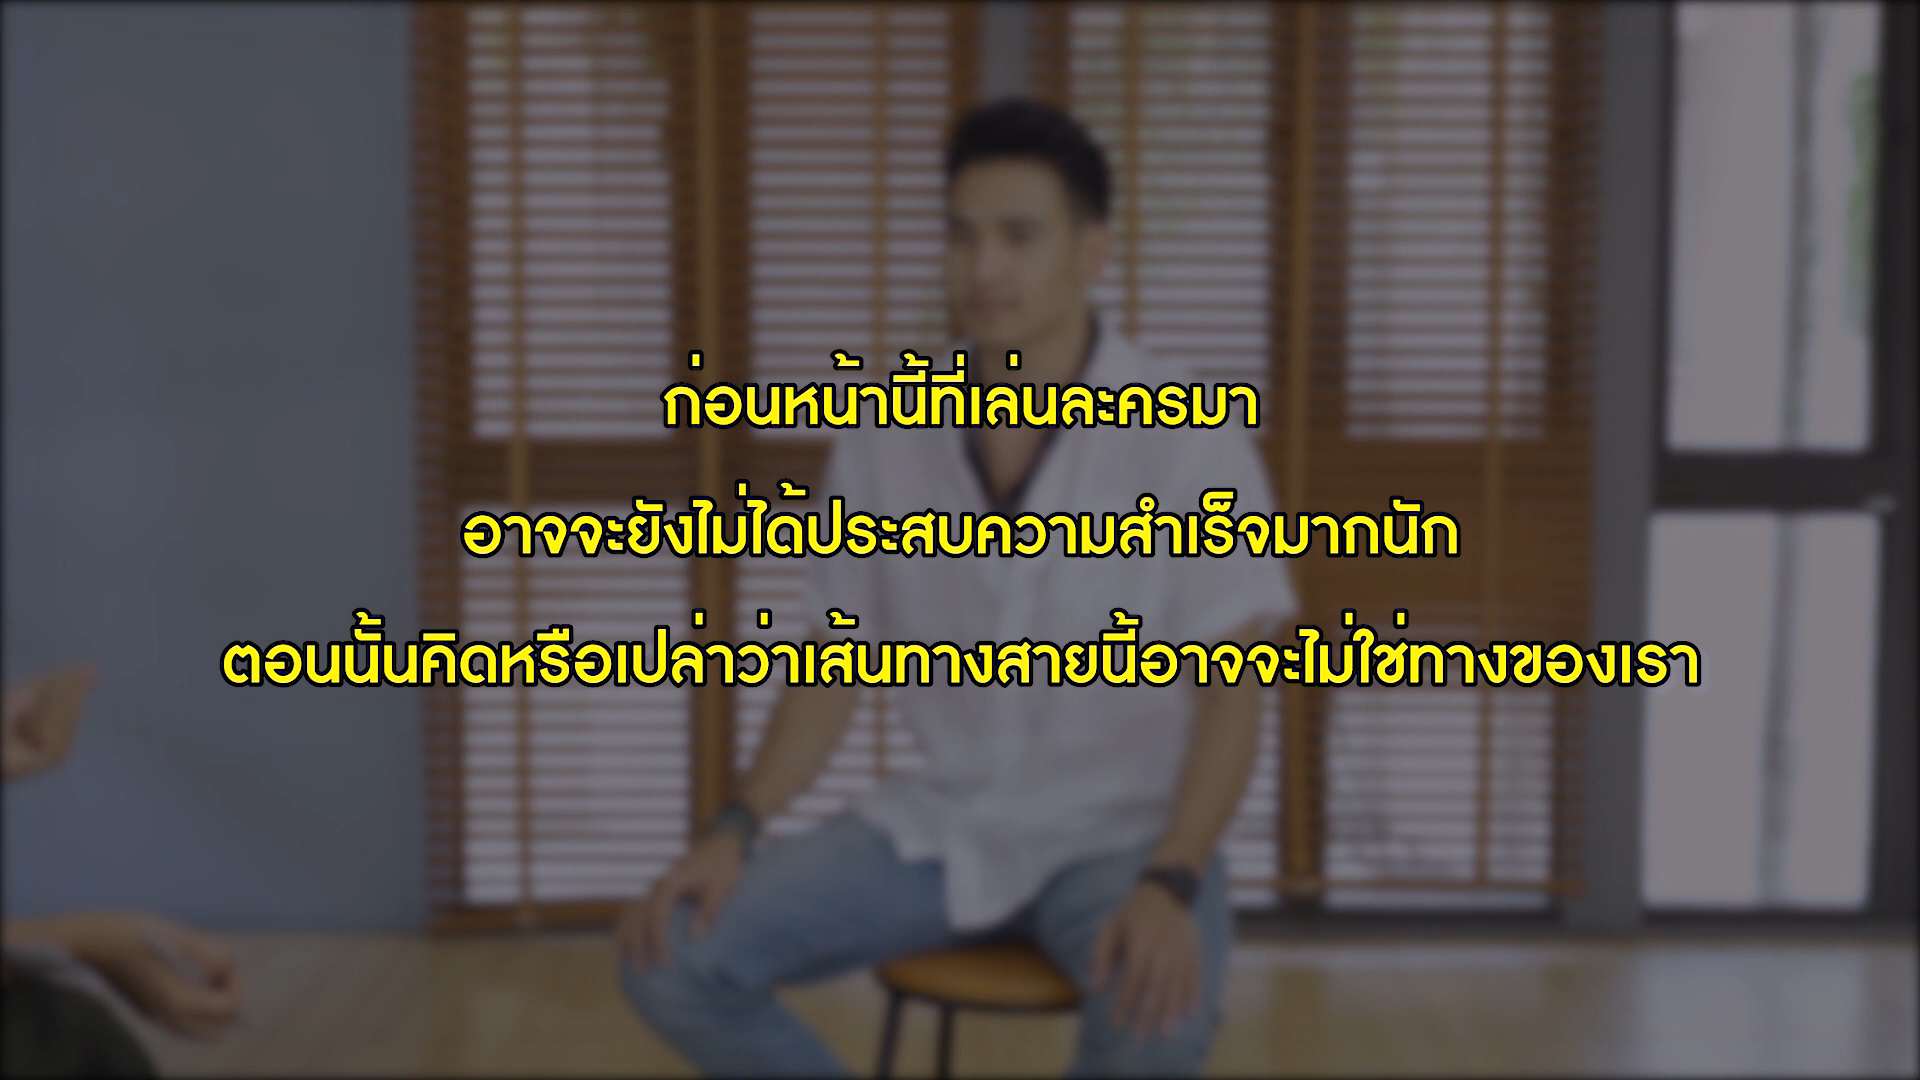 ก่อนหน้านี้ที่เล่นละครมา
อาจจะยังไม่ได้ประสบความสำเร็จมากนัก
ตอนนั้นคิดหรือเปล่าว่าเส้นทางสายนี้อาจจะไม่ใช่ทางของเรา